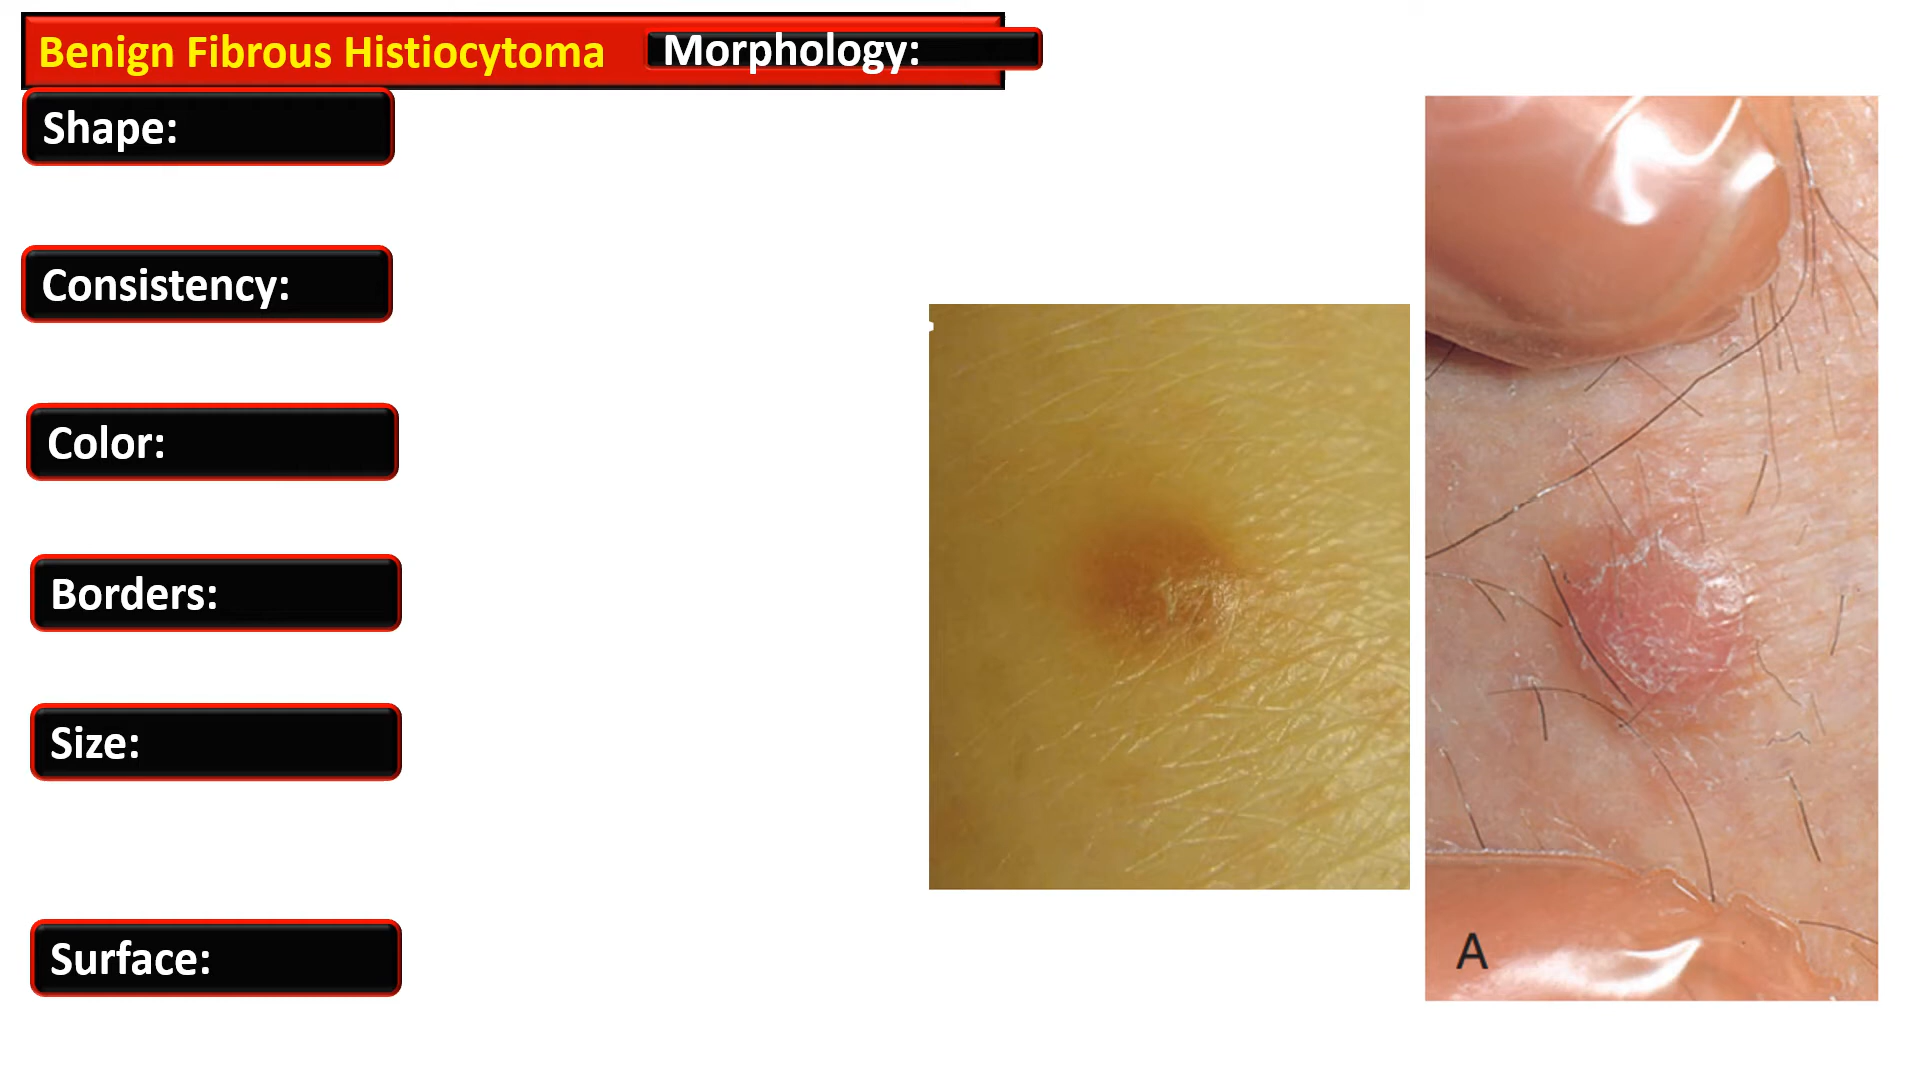 Benign Fibrous Histiocytoma Morphology:
Shape:
Consistency:
Color:
Borders:
Size:
Surface:
A